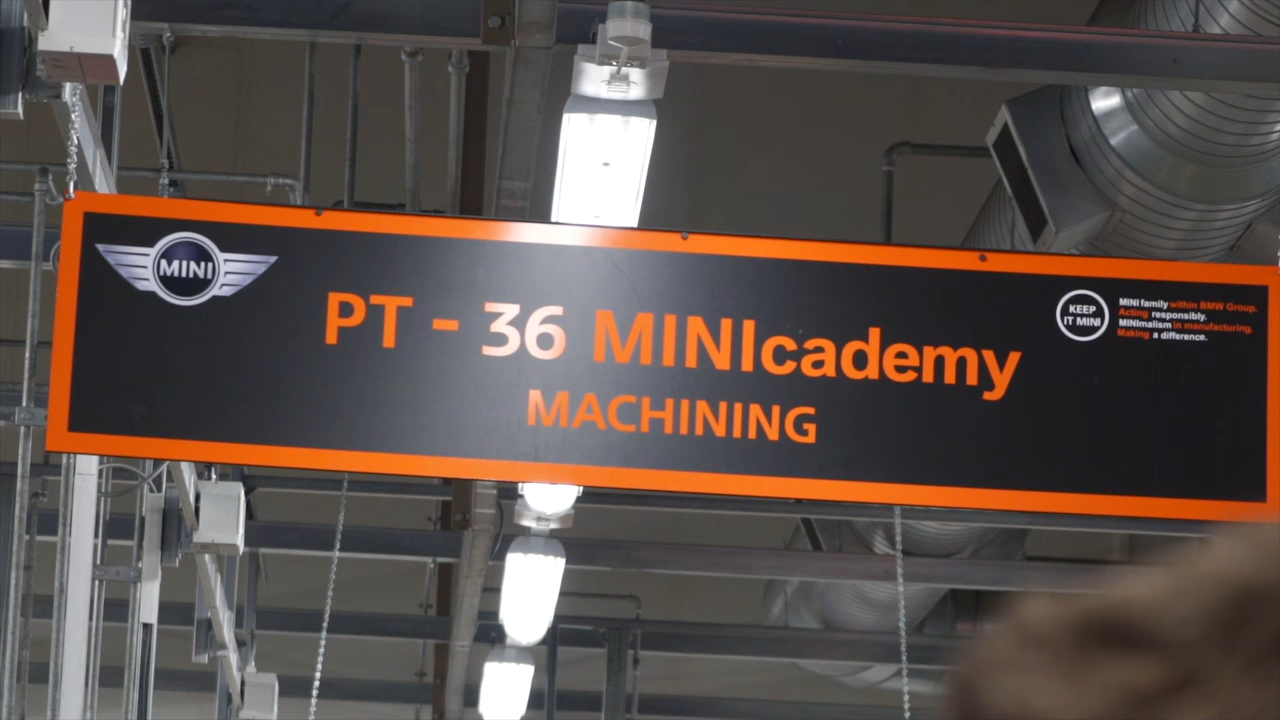 MINI
PT - 36 MINIcademy
MACHINING
KEEP
IT MINI
MINI family within BMW Group.
Acting responsibly.
MINImalism in manufacturing.
Making a difference.